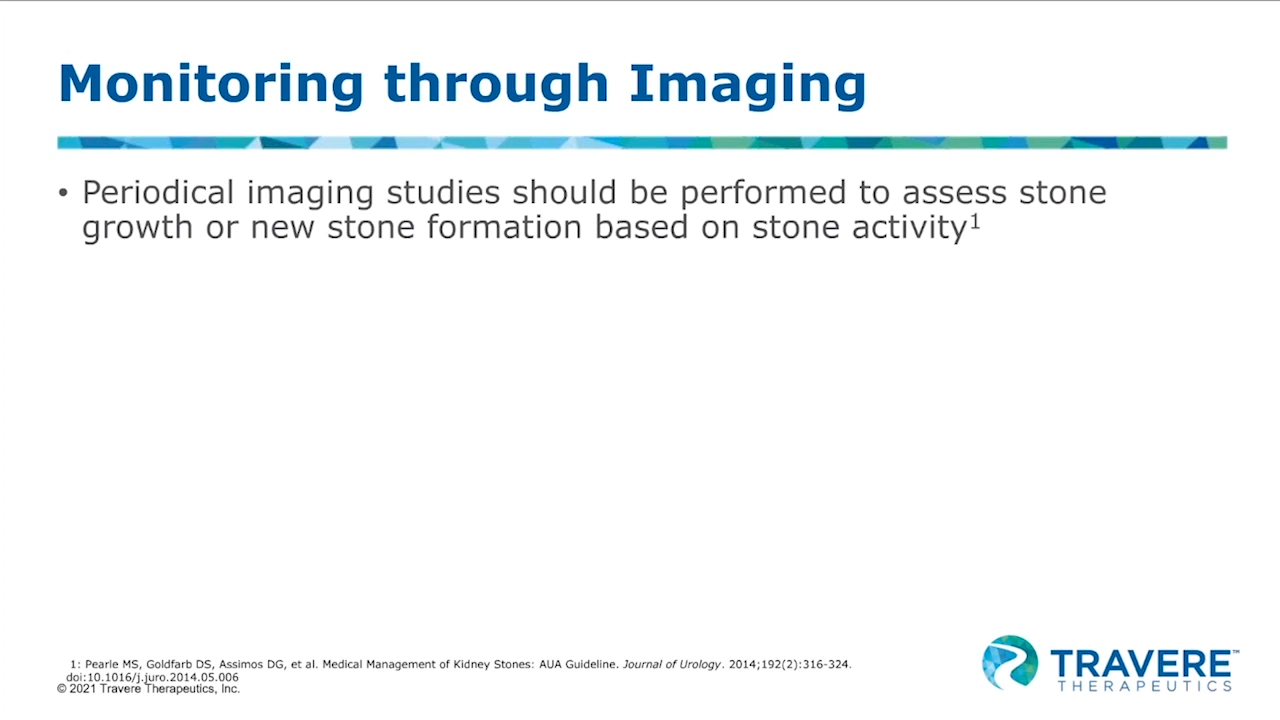 Monitoring through Imaging
• Periodical imaging studies should be performed to assess stone
growth or new stone formation based on stone activity¹
1: Pearle MS, Goldfarb DS, Assimos DG, et al. Medical Management of Kidney Stones: AUA Guideline. Journal of Urology. 2014;192(2):316-324.
doi:10.1016/j.juro.2014.05.006
© 2021 Travere Therapeutics, Inc.
TRAVERE™
THERAPEUTICS